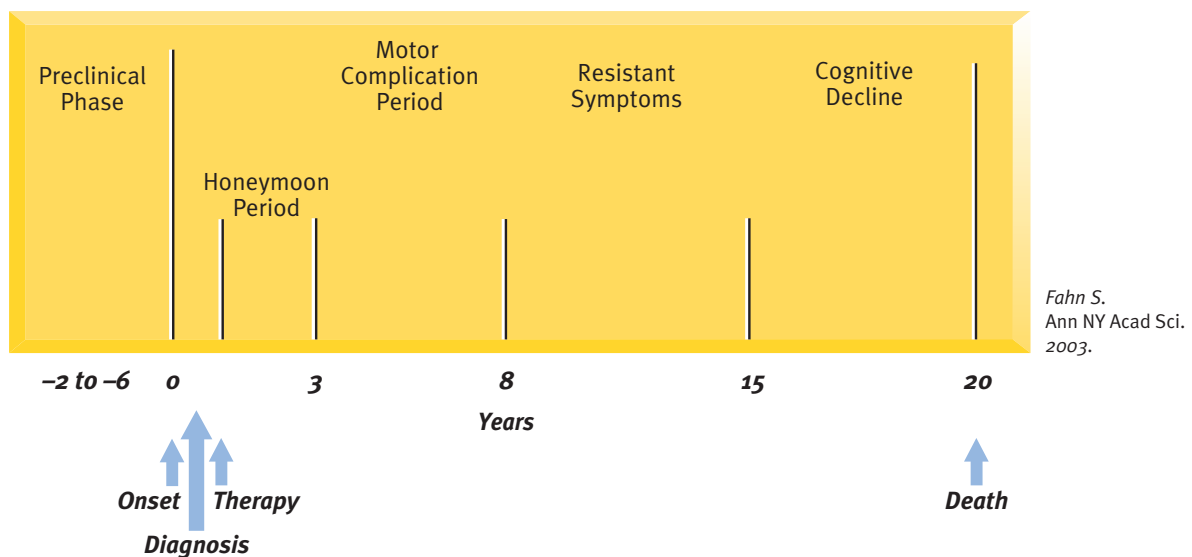 Preclinical
Phase
Honeymoon
Period
Motor
Complication
Period
Resistant
Symptoms
Cognitive
Decline
Fahn S.
Ann NY Acad Sci.
2003.
–2 to –6 0 3 8 15 20
Years
Onset Therapy Death
Diagnosis